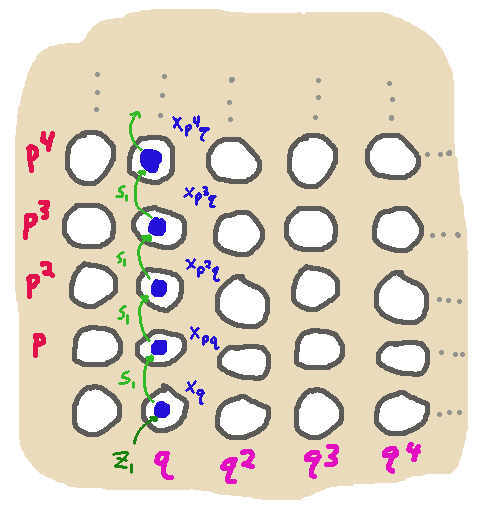 x_{p^4q}
p^4
s_1
x_{p^3q}
p^3
s_1
x_{p^2q}
p^2
s_1
x_{pq}
p
s_1
x_q
z_1 q q^2 q^3 q^4